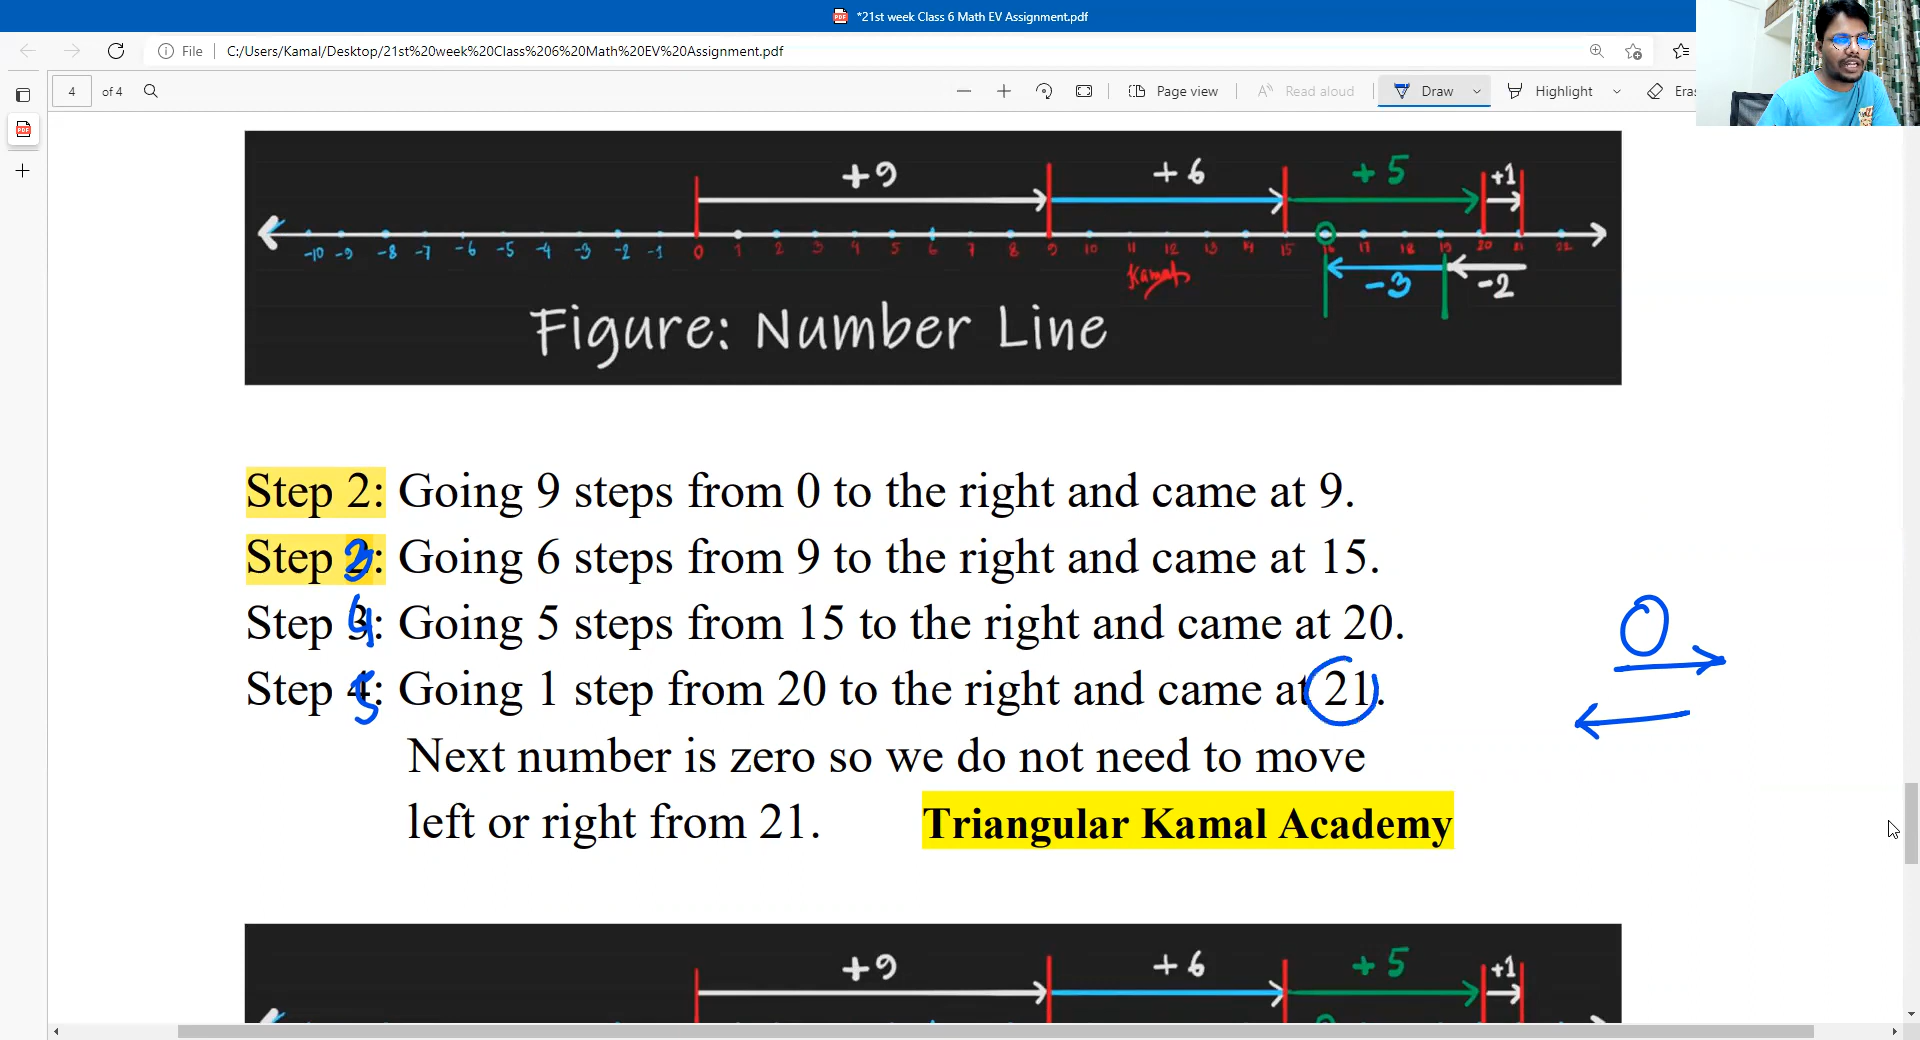 *21st week Class 6 Math EV Assignment.pdf
File C:/Users/Kamal/Desktop/21st%20week%20Class%206%20Math%20EV%20Assignment.pdf
4 of 4 Page view Read aloud Draw Highlight Eras
+9 +6 +5 +1
-10 -9 -8 -7 -6 -5 -4 -3 -2 -1 0 1 2 3 4 5 6 7 8 9 10 11 12 13 14 15 16 17 18 19 20 21 22
Kamal -3 -2
Figure: Number Line
Step 2: Going 9 steps from 0 to the right and came at 9.
Step 3: Going 6 steps from 9 to the right and came at 15.
Step 4: Going 5 steps from 15 to the right and came at 20.
Step 5: Going 1 step from 20 to the right and came at 21.
0
Next number is zero so we do not need to move
left or right from 21. Triangular Kamal Academy
+9 +6 +5 +1